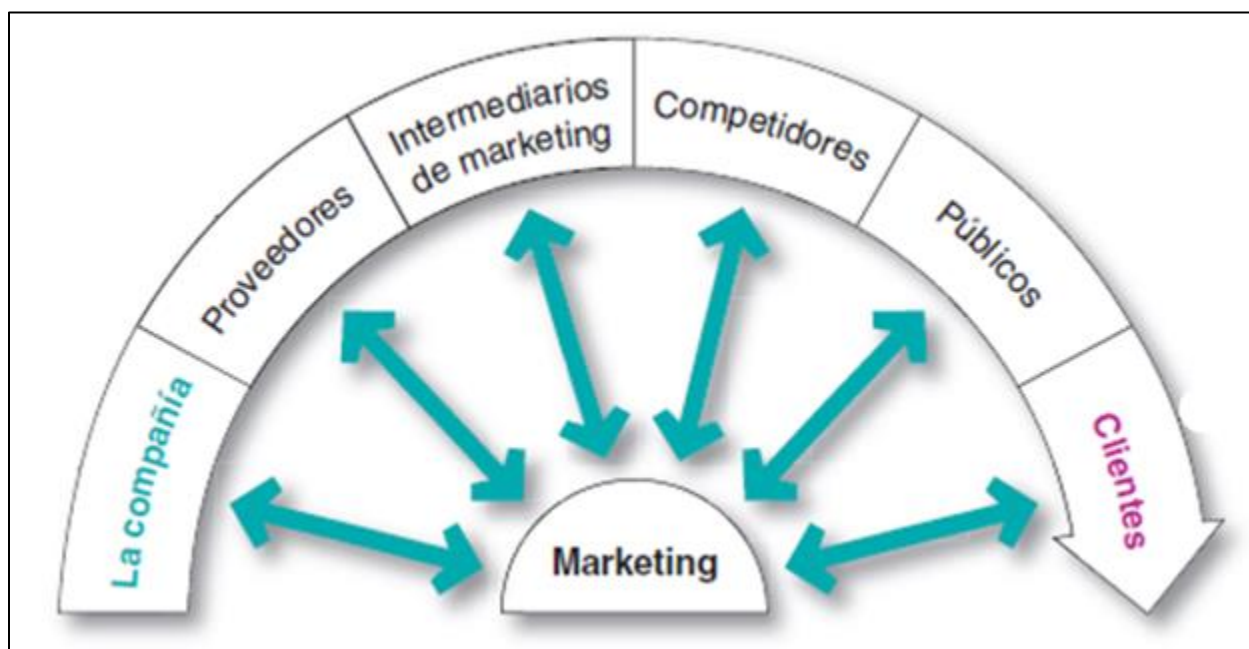 La compañía
Proveedores
Intermediarios
de marketing
Competidores
Públicos
Clientes
Marketing